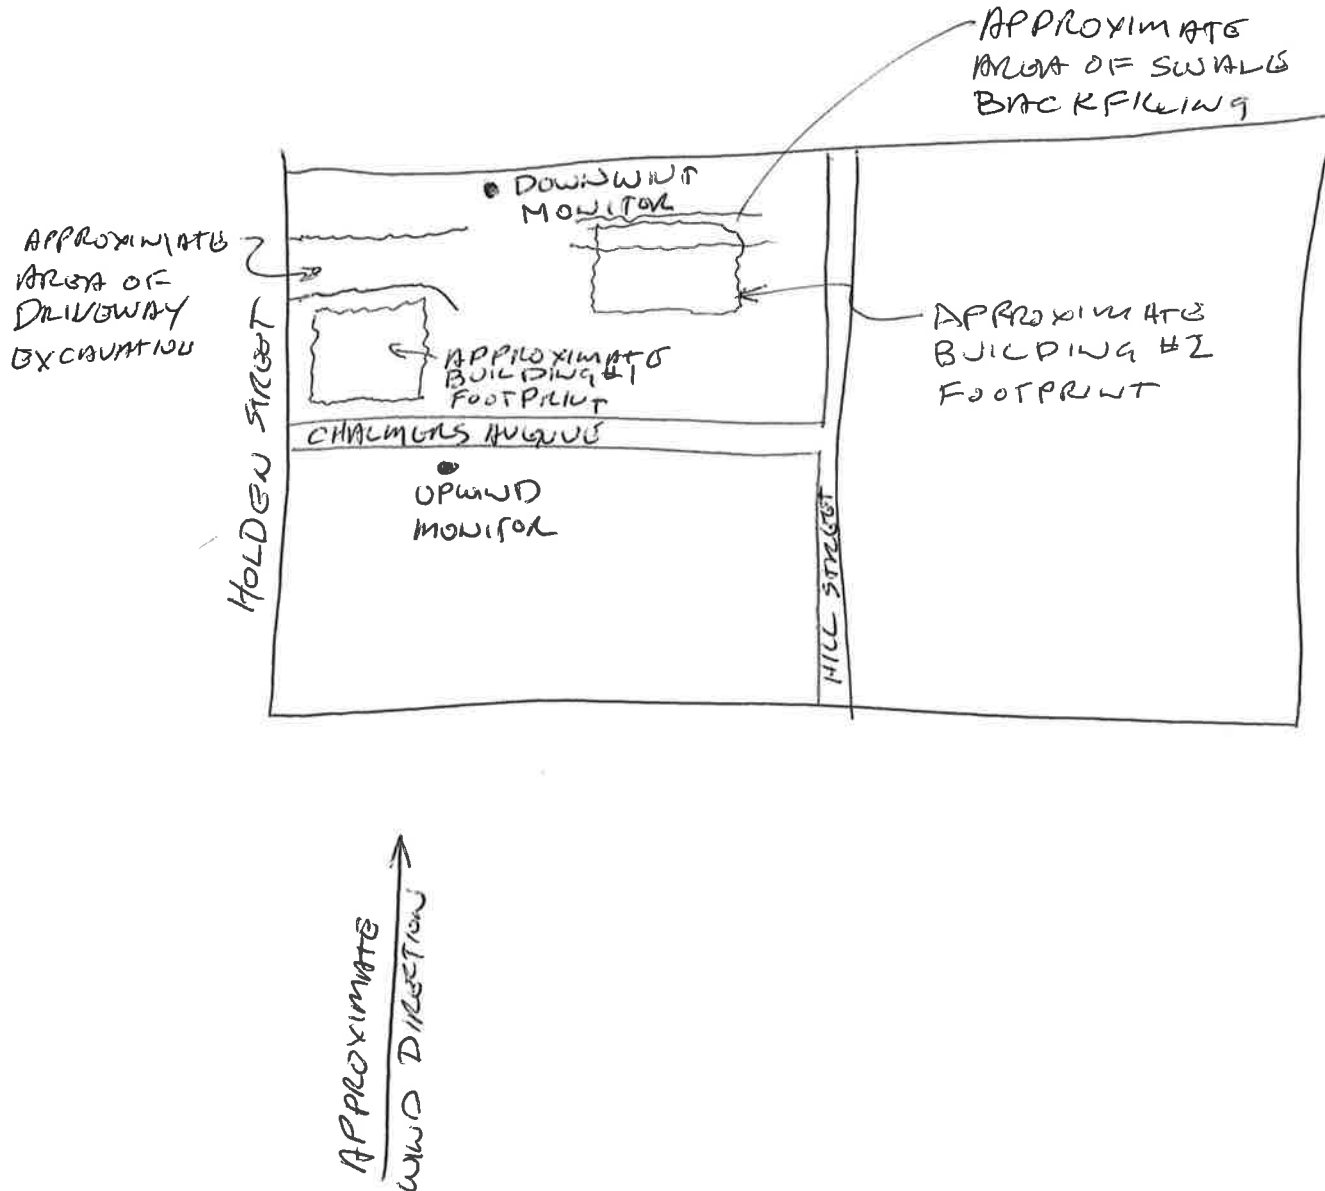 APPROXIMATE
AREA OF SWALE
BACKFILLING
DOWNWINT
MONITOR
APPROXIMATE
AREA OF
DRIVEWAY
EXCAVATION
APPROXIMATE
BUILDING #2
FOOTPRINT
APPROXIMATE
BUILDING #1
FOOTPRINT
HOLDEN STREET
CHALMERS AVENUE
UPWIND
MONITOR
HILL STREET
APPROXIMATE
WIND DIRECTION